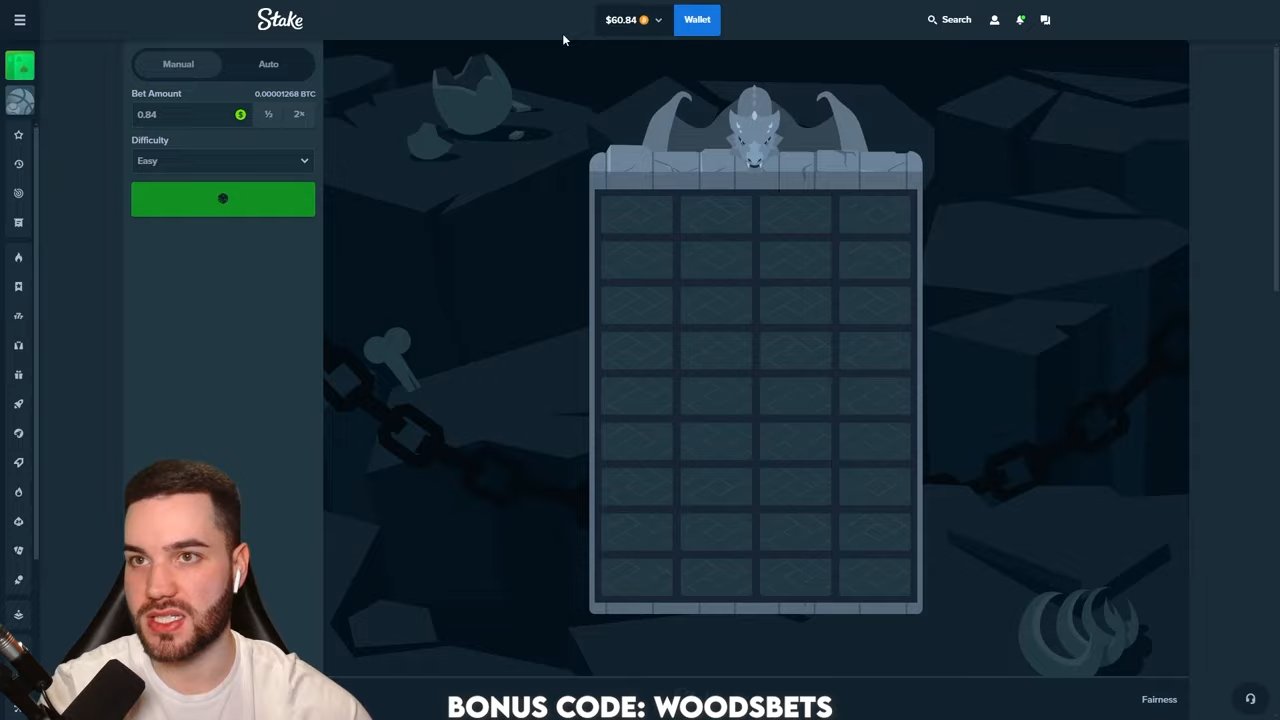 Stake
$60.84
Wallet
Search
Manual
Auto
Bet Amount
0.00001268 BTC
0.84
½
2×
Difficulty
Easy
Fairness
BONUS CODE: WOODSBETS